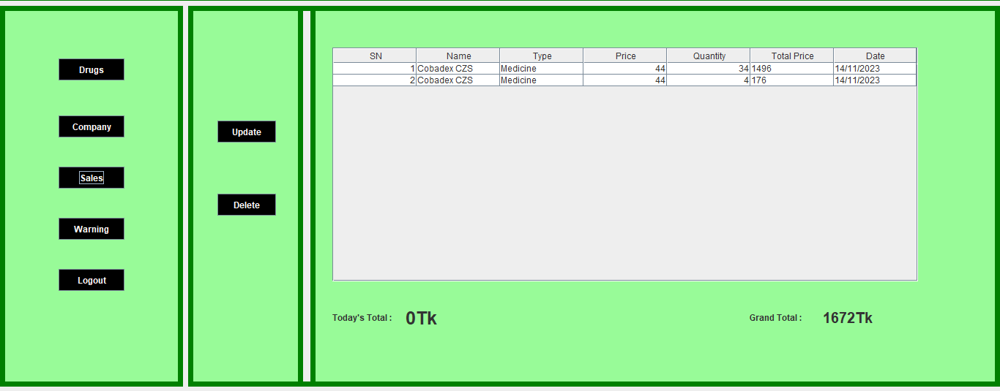 Drugs
Company
Sales
Warning
Logout
Update
Delete
SN Name Type Price Quantity Total Price Date
1 Cobadex CZS Medicine 44 34 1496 14/11/2023
2 Cobadex CZS Medicine 44 4 176 14/11/2023
Today's Total : 0Tk Grand Total : 1672Tk